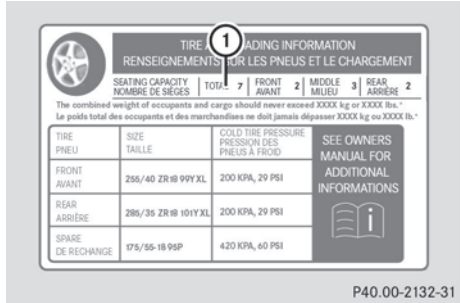 1
TIRE A ADING INFORMATION
RENSEIGNEMENTS SUR LES PNEUS ET LE CHARGEMENT
SEATING CAPACITY
NOMBRE DE SIÈGES
TOTAL 7
FRONT
AVANT 2
MIDDLE
MILIEU 3
REAR
ARRIÈRE 2
The combined weight of occupants and cargo should never exceed XXXX kg or XXXX lbs.*
Le poids total des occupants et des marchandises ne doit jamais dépasser XXXX kg ou XXXX lb.*
TIRE
PNEU
SIZE
TAILLE
COLD TIRE PRESSURE
PRESSION DES
PNEUS À FROID
FRONT
AVANT
255/40 ZR18 99Y XL
200 KPA, 29 PSI
REAR
ARRIÈRE
285/35 ZR18 101Y XL
200 KPA, 29 PSI
SPARE
DE RECHANGE
175/55-18 95P
420 KPA, 60 PSI
SEE OWNERS
MANUAL FOR
ADDITIONAL
INFORMATIONS
i
P40.00-2132-31